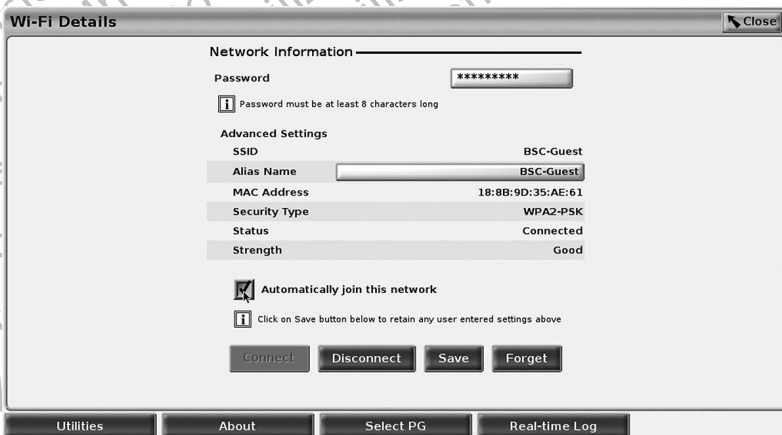 Wi-Fi Details
Close
Network Information
Password *********
i Password must be at least 8 characters long
Advanced Settings
SSID BSC-Guest
Alias Name BSC-Guest
MAC Address 18:8B:9D:35:AE:61
Security Type WPA2-PSK
Status Connected
Strength Good
Automatically join this network
i Click on Save button below to retain any user entered settings above
Connect Disconnect Save Forget
Utilities About Select PG Real-time Log